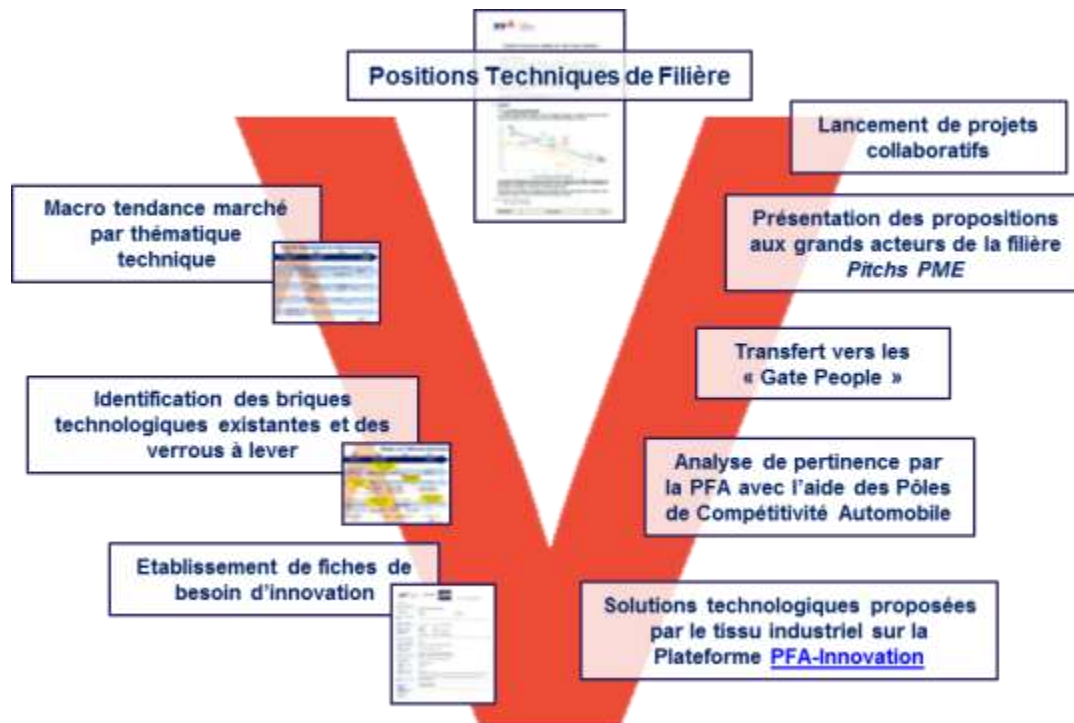 Positions Techniques de Filière
Macro tendance marché
par thématique
technique
Identification des briques
technologiques existantes et des
verrous à lever
Etablissement de fiches de
besoin d'innovation
Lancement de projets
collaboratifs
Présentation des propositions
aux grands acteurs de la filière
Pitchs PME
Transfert vers les
« Gate People »
Analyse de pertinence par
la PFA avec l'aide des Pôles
de Compétitivité Automobile
Solutions technologiques proposées
par le tissu industriel sur la
Plateforme PFA-Innovation